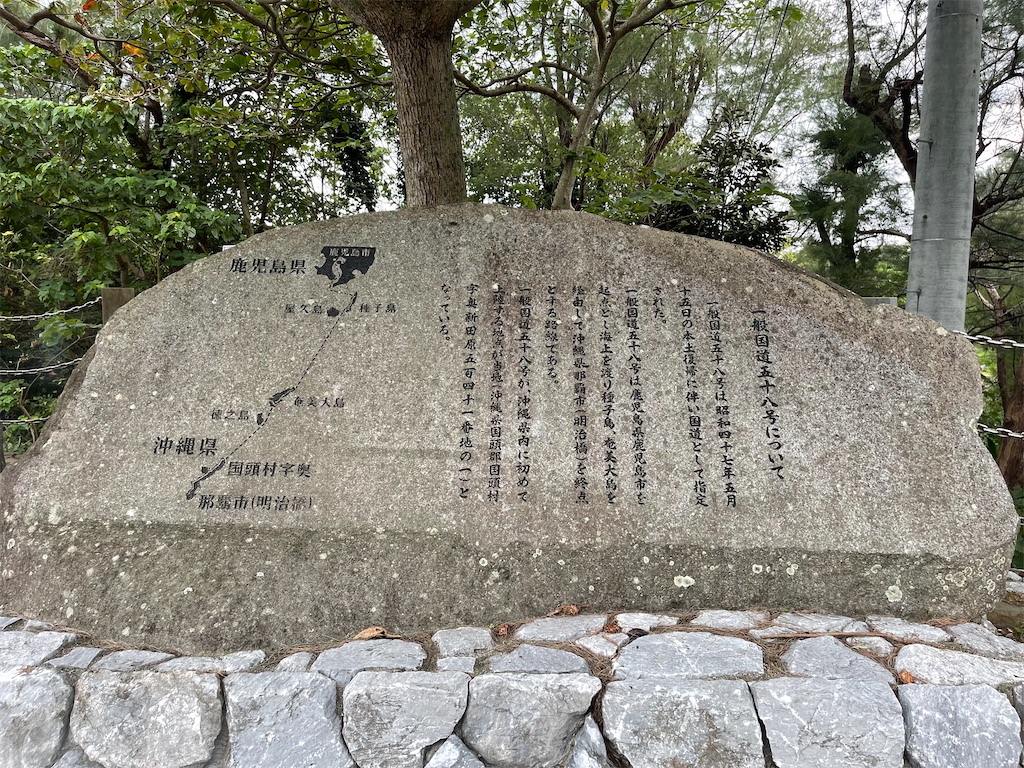 一般国道五十八号について
一般国道五十八号は昭和四十七年五月
十五日の本土復帰に伴い国道として指定
された。
一般国道五十八号は鹿児島県鹿児島市を
起点とし海上を渡り種子島、奄美大島を
経由して沖縄県那覇市(明治橋)を終点
とする路線である。
一般国道五十八号が沖縄県内に初めて
上陸する地点が当地(沖縄県国頭郡国頭村
字奥新田原五百四十一番地の一)と
なっている。
鹿児島県
鹿児島市
屋久島
種子島
奄美大島
徳之島
沖縄県
国頭村字奥
那覇市(明治橋)